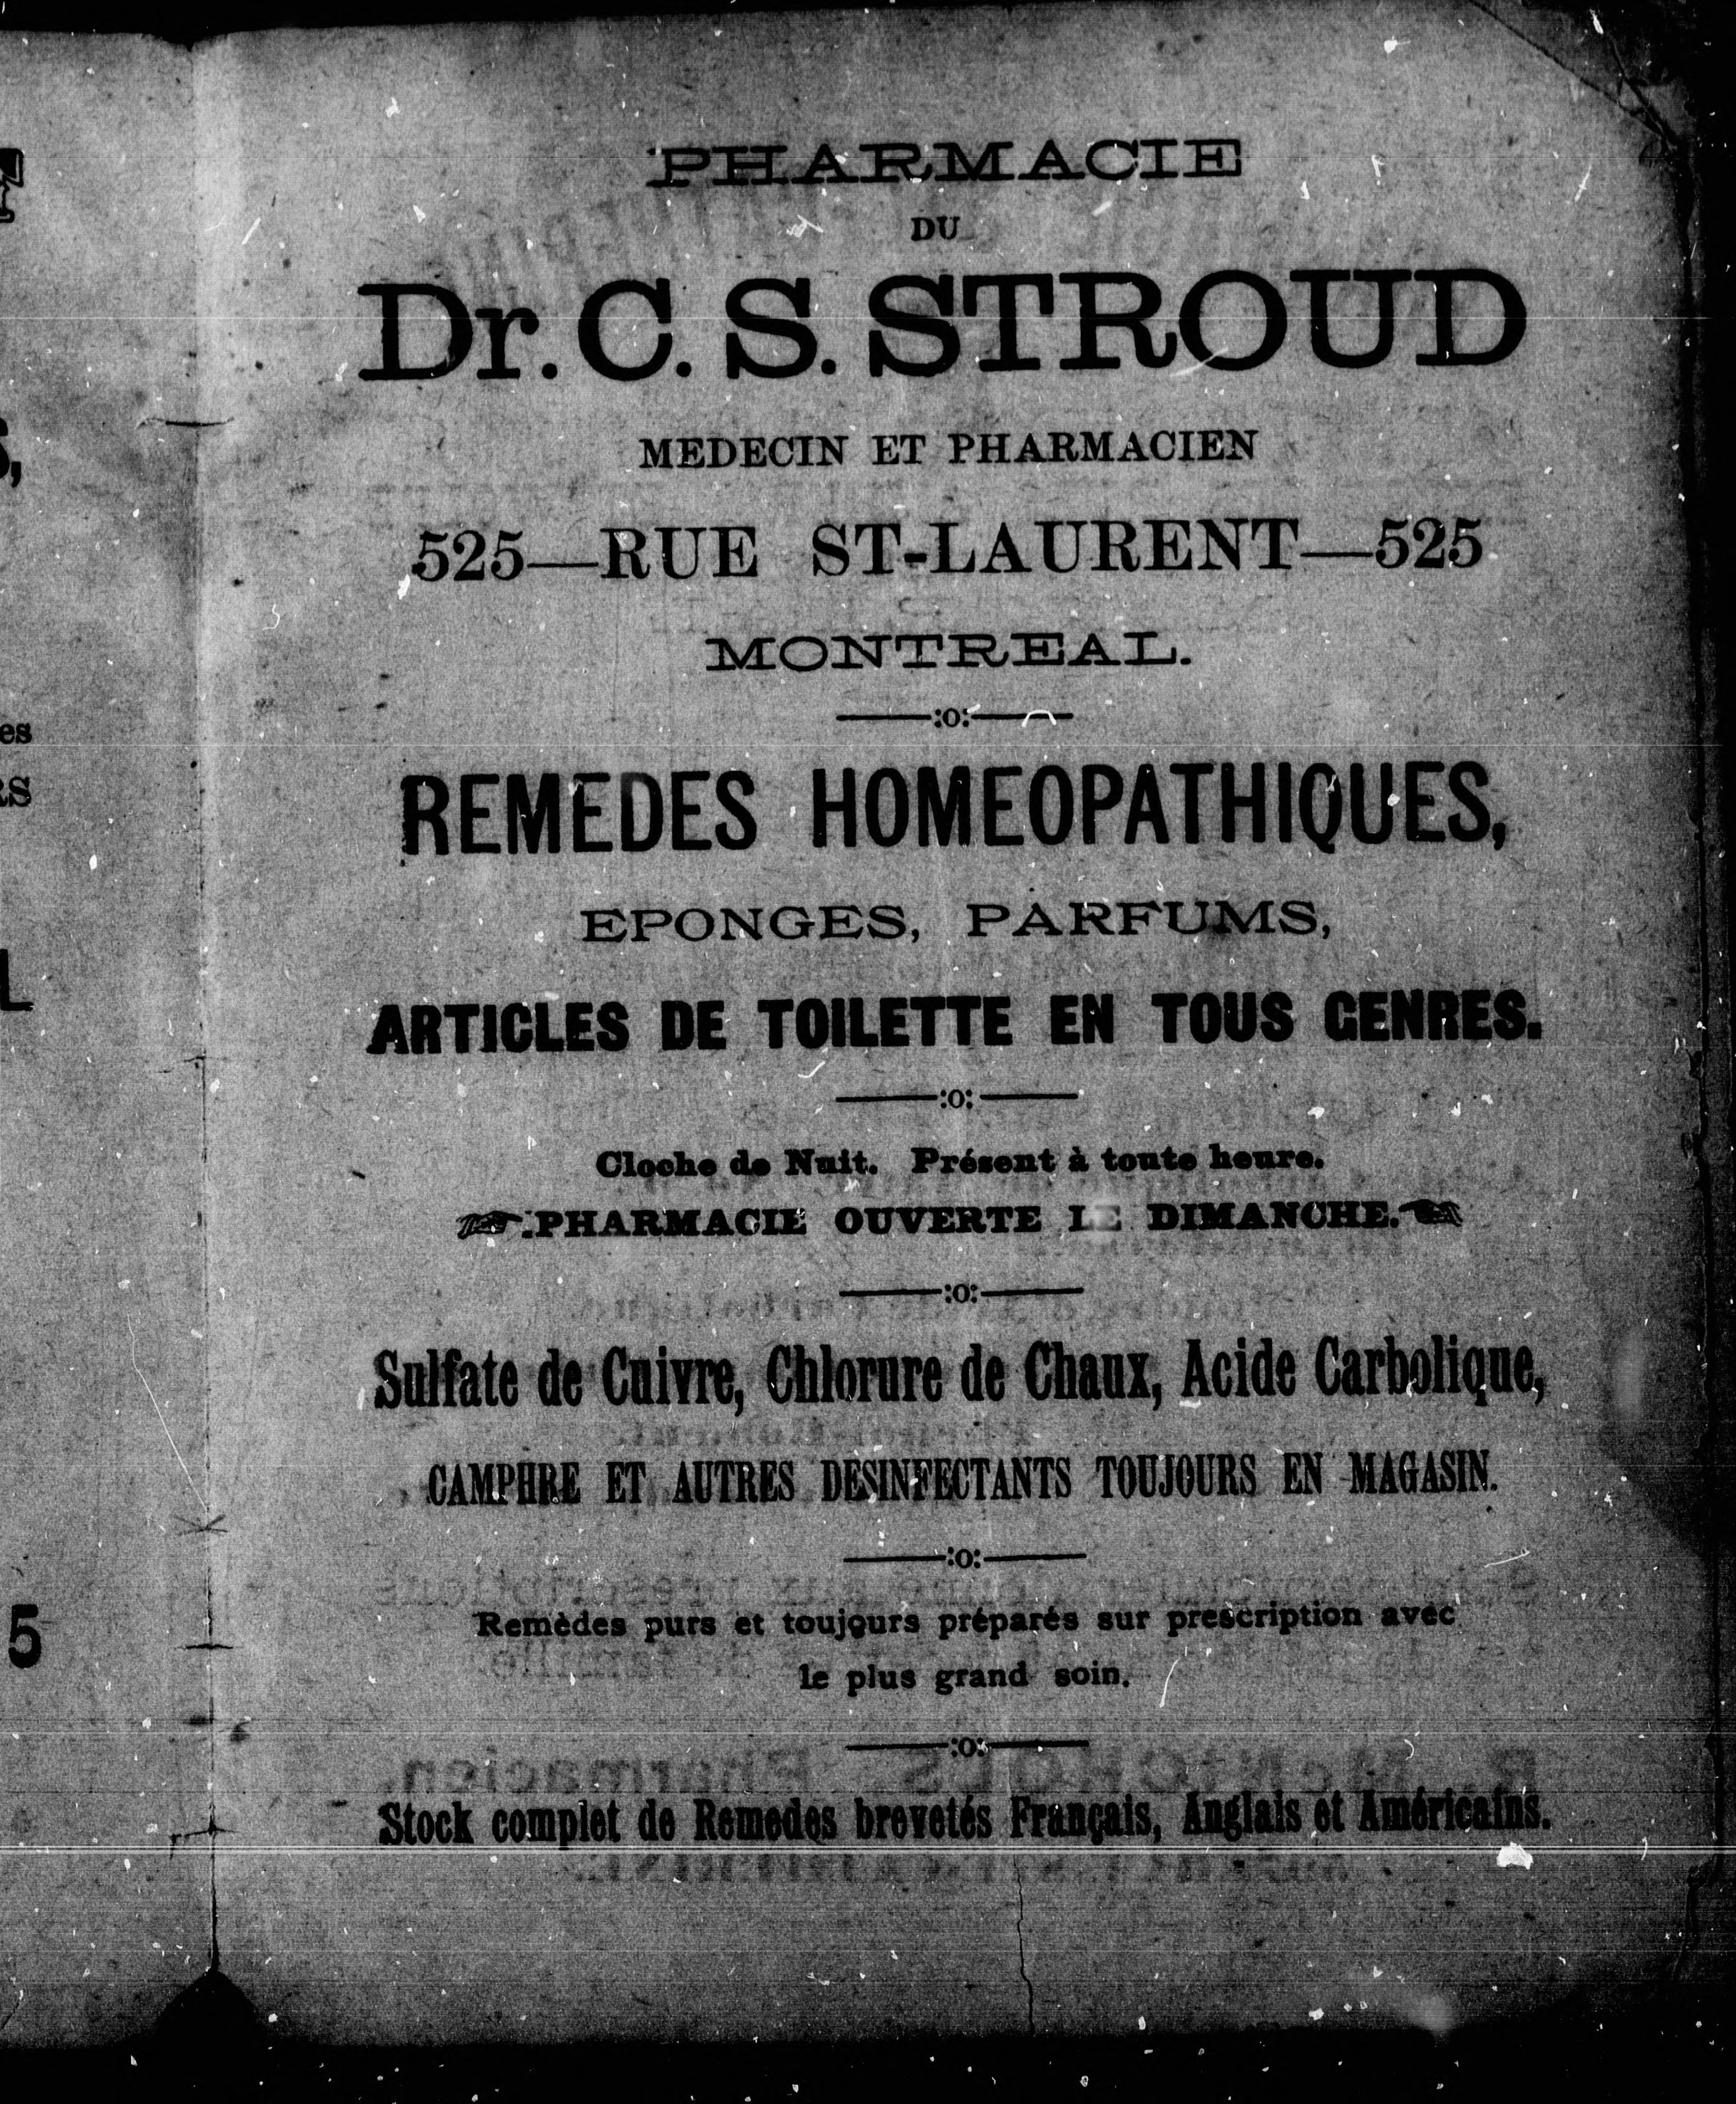 PHARMACIE
DU
Dr. C. S. STROUD
MEDECIN ET PHARMACIEN
525—RUE ST-LAURENT—525
MONTREAL.
:o:
REMEDES HOMEOPATHIQUES,
EPONGES, PARFUMS,
ARTICLES DE TOILETTE EN TOUS GENRES.
:o:
Cloche de Nuit. Présent à toute heure.
PHARMACIE OUVERTE LE DIMANCHE.
:o:
Sulfate de Cuivre, Chlorure de Chaux, Acide Carbolique,
CAMPHRE ET AUTRES DESINFECTANTS TOUJOURS EN MAGASIN.
:o:
Remèdes purs et toujours préparés sur prescription avec
le plus grand soin.
:o:
Stock complet de Remedes brevetés Français, Anglais et Américains.